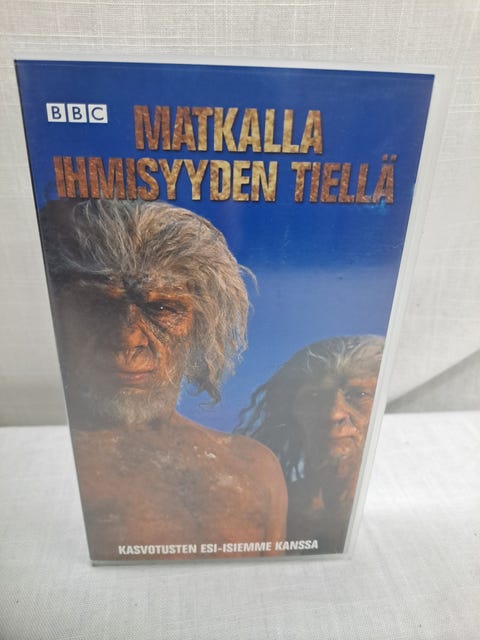 BBC
MATKALLA
IHMISYYDEN TIELLÄ
KASVOTUSTEN ESI-ISIEMME KANSSA